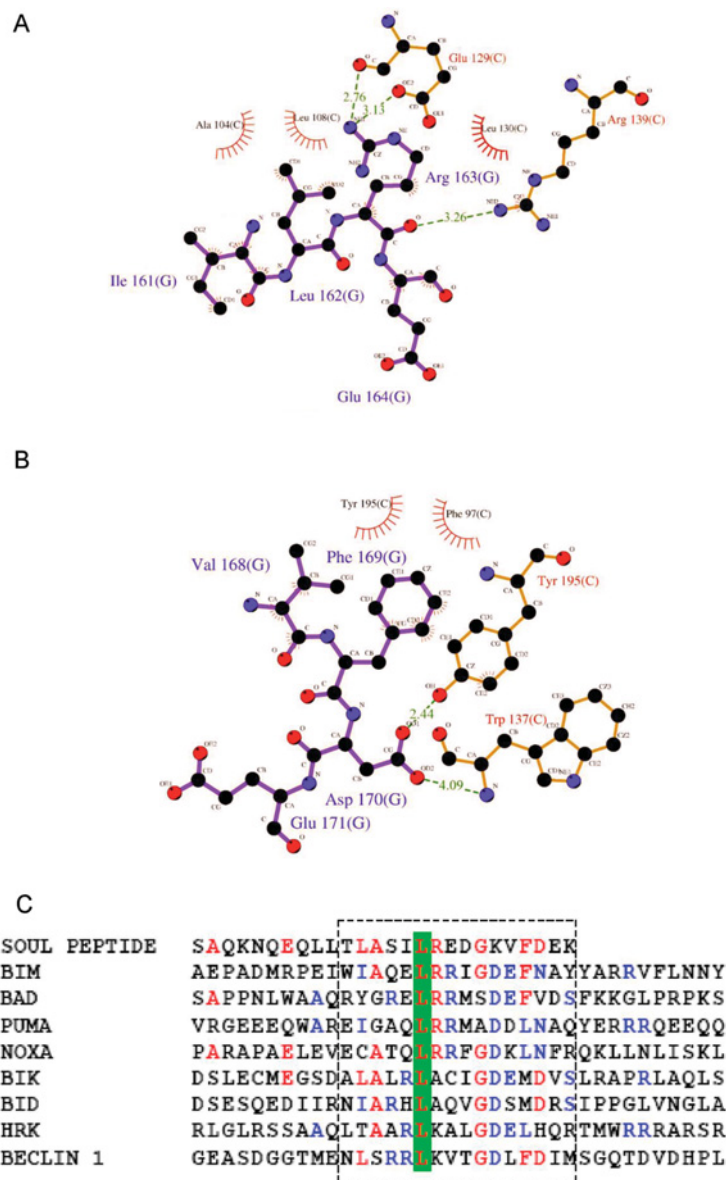 A
Glu 129(C)
2.76
3.13
Ala 104(C)
Leu 108(C)
Leu 130(C)
Arg 139(C)
Arg 163(G)
3.26
Ile 161(G)
Leu 162(G)
Glu 164(G)
B
Tyr 195(C)
Phe 97(C)
Val 168(G)
Phe 169(G)
Tyr 195(C)
2.44
Trp 137(C)
4.09
Asp 170(G)
Glu 171(G)
C
SOUL PEPTIDE SAQKNQEQLLTLASILREDGKVFDEK
BIM AEPADMRPEIWIAQELRRIGDEFNAYYARRVFLNNY
BAD SAPPNLWAAQRYGRELRRMSDEFVDSFKKGLPRPKS
PUMA VRGEEEQWAREIGAQLRRMADDLNAQYERRRQEEQQ
NOXA PARAPAELEVECATQLRRFGDKLNFRQKLLNLISKL
BIK DSLECMEGSDALALRLACIGDEMDVSLRAPRLAQLS
BID DSESQEDIIRNIARHLAQVGDSMDRSIPPGLVNGLA
HRK RLGLRSSAAQLTAARLKALGDELHQRTMWRRRARSR
BECLIN 1 GEASDGGTMENLSRRLKVTGDLFDIMSGQTDVDHPL